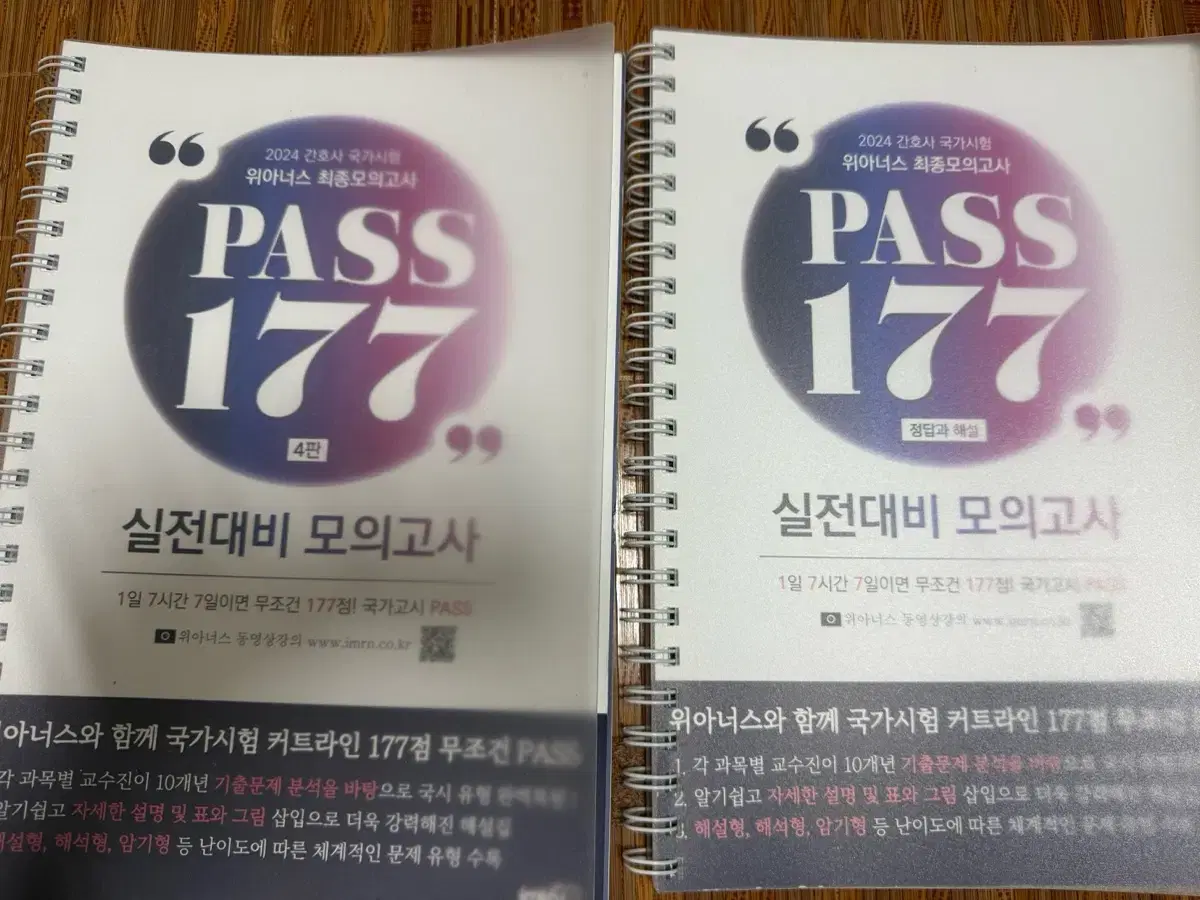 2024 간호사 국가시험
위아너스 최종모의고사
PASS
177
4판
실전대비 모의고사
1일 7시간 7일이면 무조건 177점! 국가고시 PASS
위아너스 동영상강의 www.imrn.co.kr
위아너스와 함께 국가시험 커트라인 177점 무조건 PASS
각 과목별 교수진이 10개년 기출문제 분석을 바탕으로 국시 유형
알기쉽고 자세한 설명 및 표와 그림 삽입으로 더욱 강력해진 해설집
해설형, 해석형, 암기형 등 난이도에 따른 체계적인 문제 유형 수록
2024 간호사 국가시험
위아너스 최종모의고사
PASS
177
정답과 해설
실전대비 모의고사
1일 7시간 7일이면 무조건 177점! 국가고시 PASS
위아너스 동영상강의 www.imrn.co.kr
위아너스와 함께 국가시험 커트라인 177점 무조건
1. 각 과목별 교수진이 10개년 기출문제 분석을 바탕으로
2. 알기쉽고 자세한 설명 및 표와 그림 삽입으로 더욱
3. 해설형, 해석형, 암기형 등 난이도에 따른 체계적인 문제